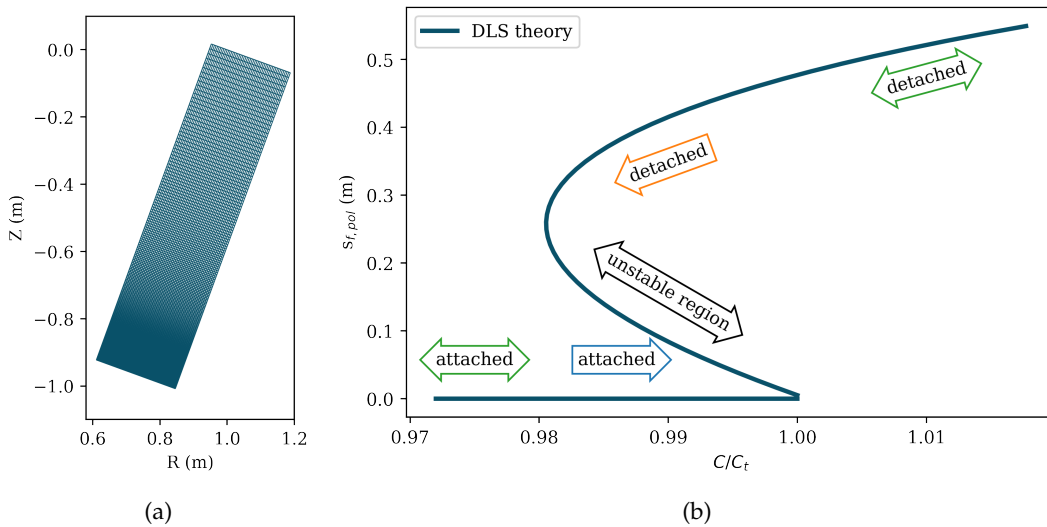 0.0
−0.2
−0.4
−0.6
−0.8
−1.0
Z (m)
0.6 0.8 1.0 1.2
R (m)
(a)
DLS theory
detached
detached
unstable region
attached
attached
0.5
0.4
0.3
0.2
0.1
0.0
s_{f,pol} (m)
0.97 0.98 0.99 1.00 1.01
C/C_t
(b)